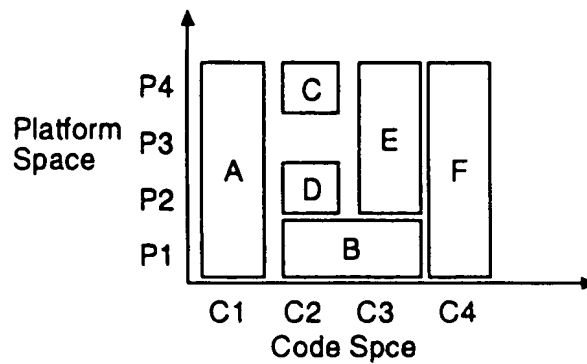 P4
C
Platform
Space
P3
E
A
F
P2
D
P1
B
C1 C2 C3 C4
Code Spce